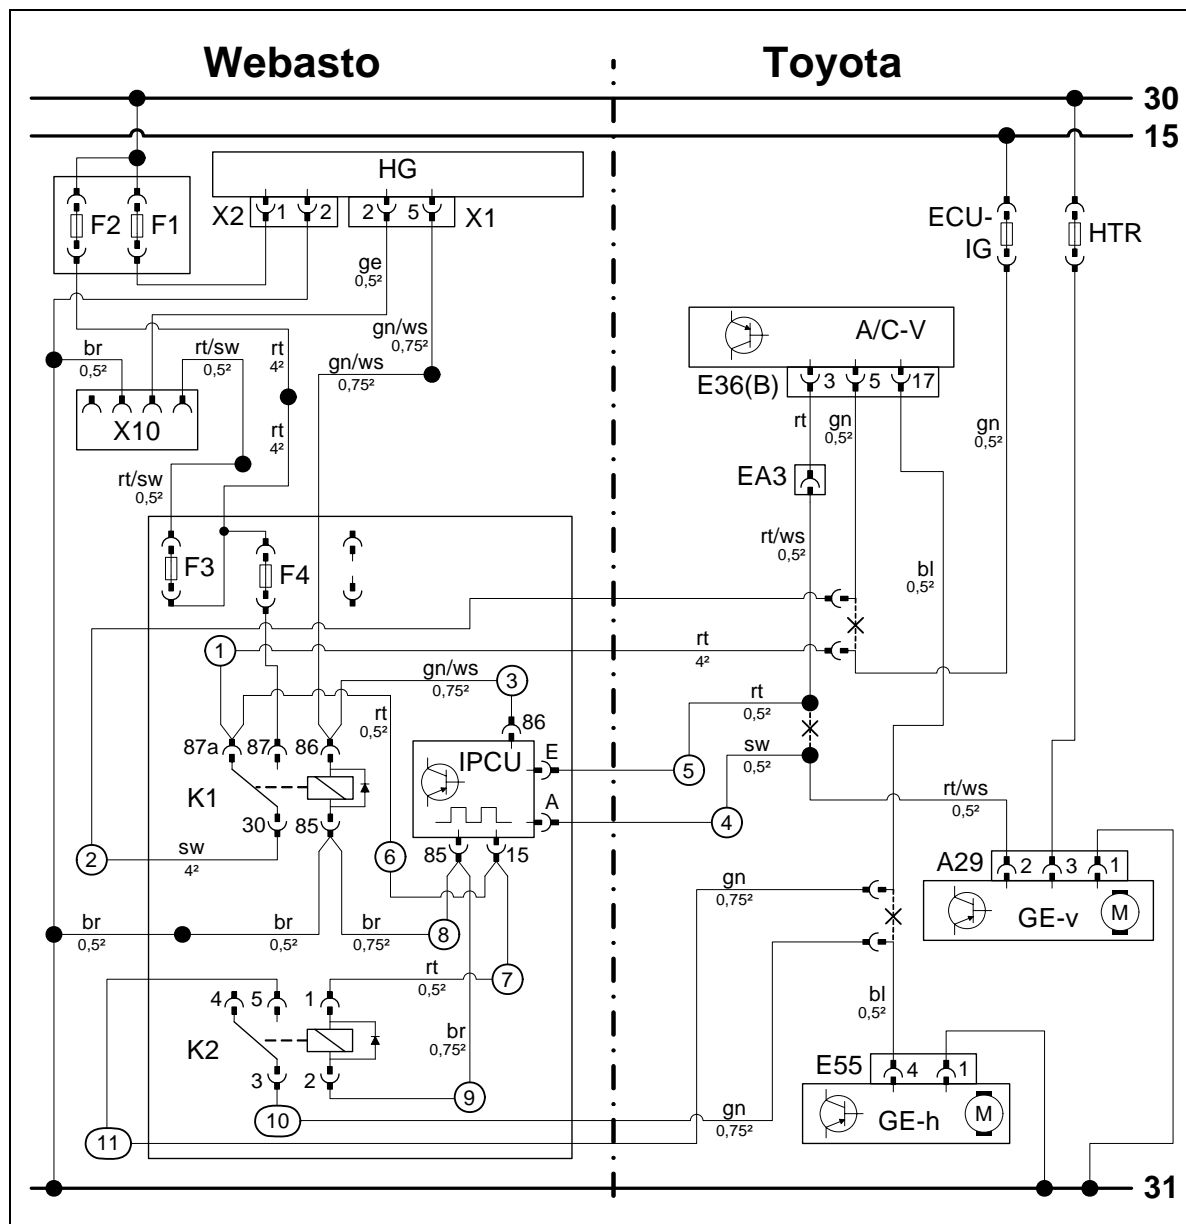 Webasto
Toyota
30
15
HG
X2
1
2
2
5
X1
F2
F1
ECU-
IG
HTR
ge
0,5²
A/C-V
gn/ws
0,75²
br
0,5²
rt/sw
0,5²
rt
4²
gn/ws
0,75²
E36(B)
3
5
17
X10
rt
gn
0,5²
gn
0,5²
rt
4²
rt/sw
0,5²
EA3
rt/ws
0,5²
F3
F4
bl
0,5²
1
rt
4²
gn/ws
0,75²
3
rt
0,5²
rt
0,5²
86
87a
87
86
IPCU
E
5
sw
0,5²
K1
A
rt/ws
0,5²
30
85
4
2
sw
4²
6
85
15
A29
2
3
1
gn
0,75²
GE-v
M
br
0,5²
br
0,5²
br
0,75²
8
rt
0,5²
7
4
5
1
bl
0,5²
br
0,75²
K2
3
2
E55
4
1
9
10
gn
0,75²
GE-h
M
11
31